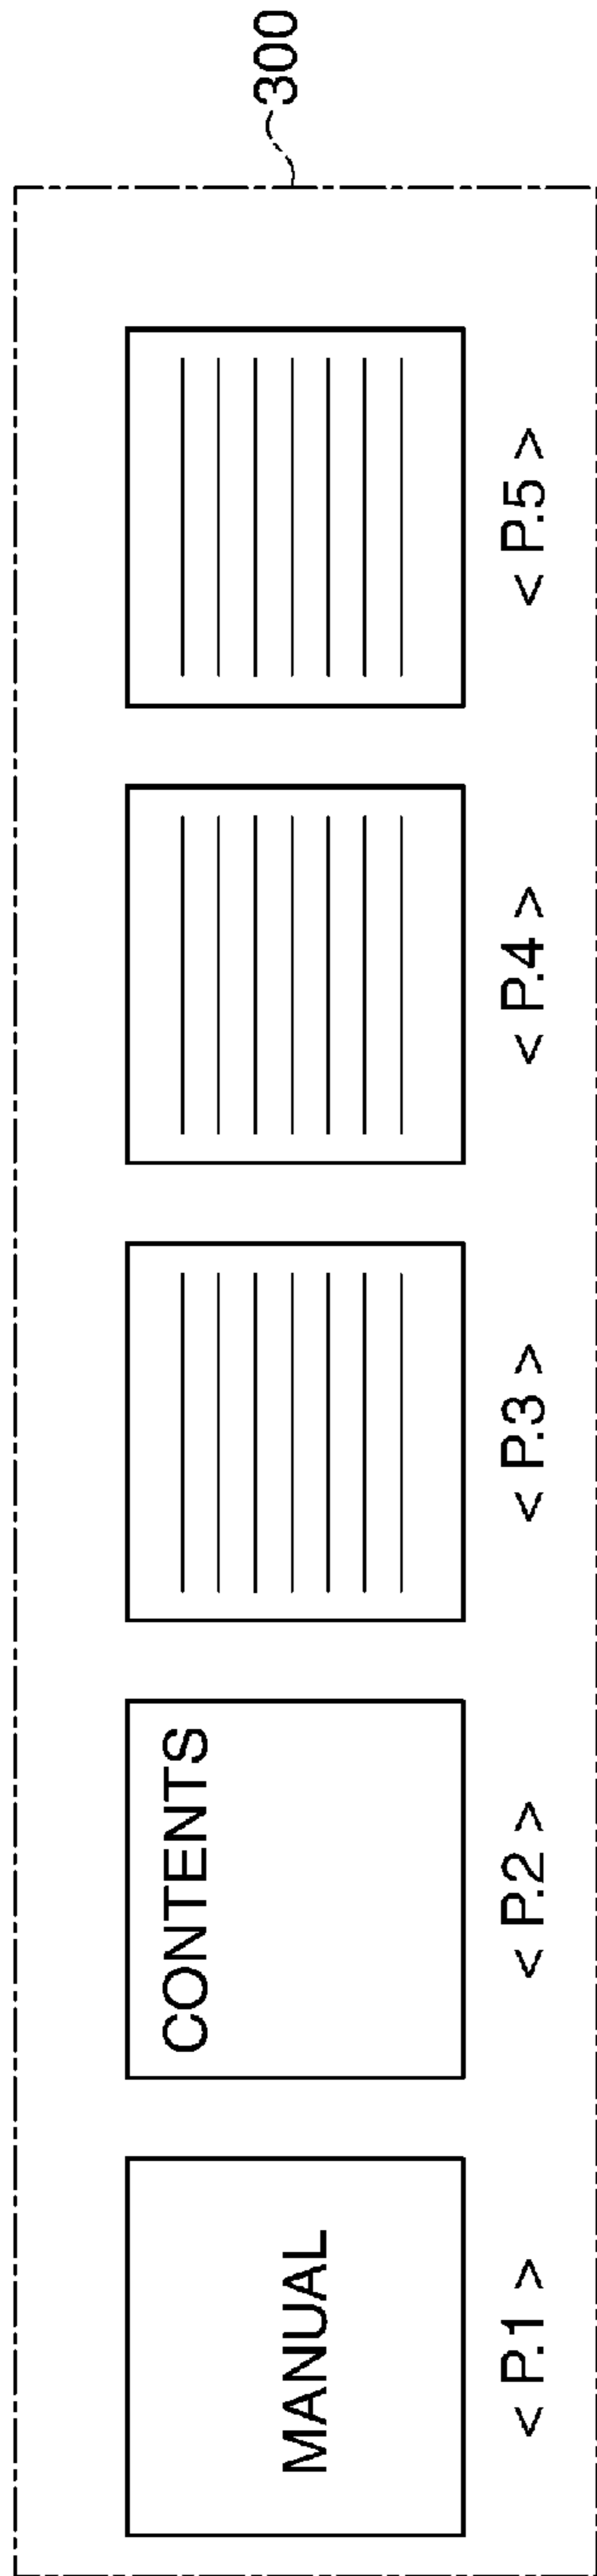 300
MANUAL
CONTENTS
< P.1 >
< P.2 >
< P.3 >
< P.4 >
< P.5 >